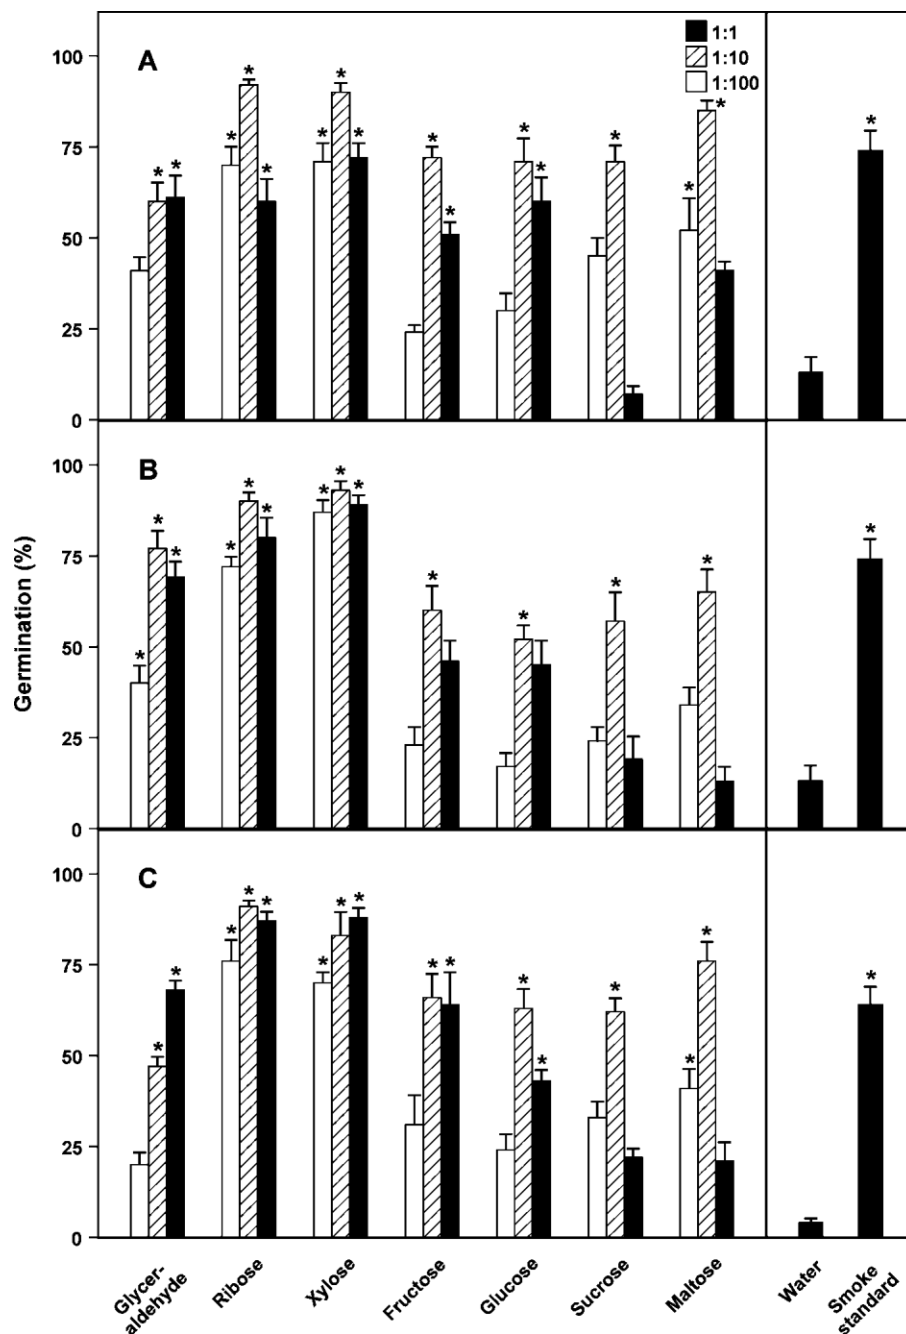 A
1:1
1:10
1:100
100
75
50
25
0
* * * * * * * * * * * * * * * * *
B
100
75
50
25
0
* * * * * * * * * * * * * *
Germination (%)
C
100
75
50
25
0
* * * * * * * * * * * * * * *
Glycer-
aldehyde
Ribose
Xylose
Fructose
Glucose
Sucrose
Maltose
Water
Smoke
standard